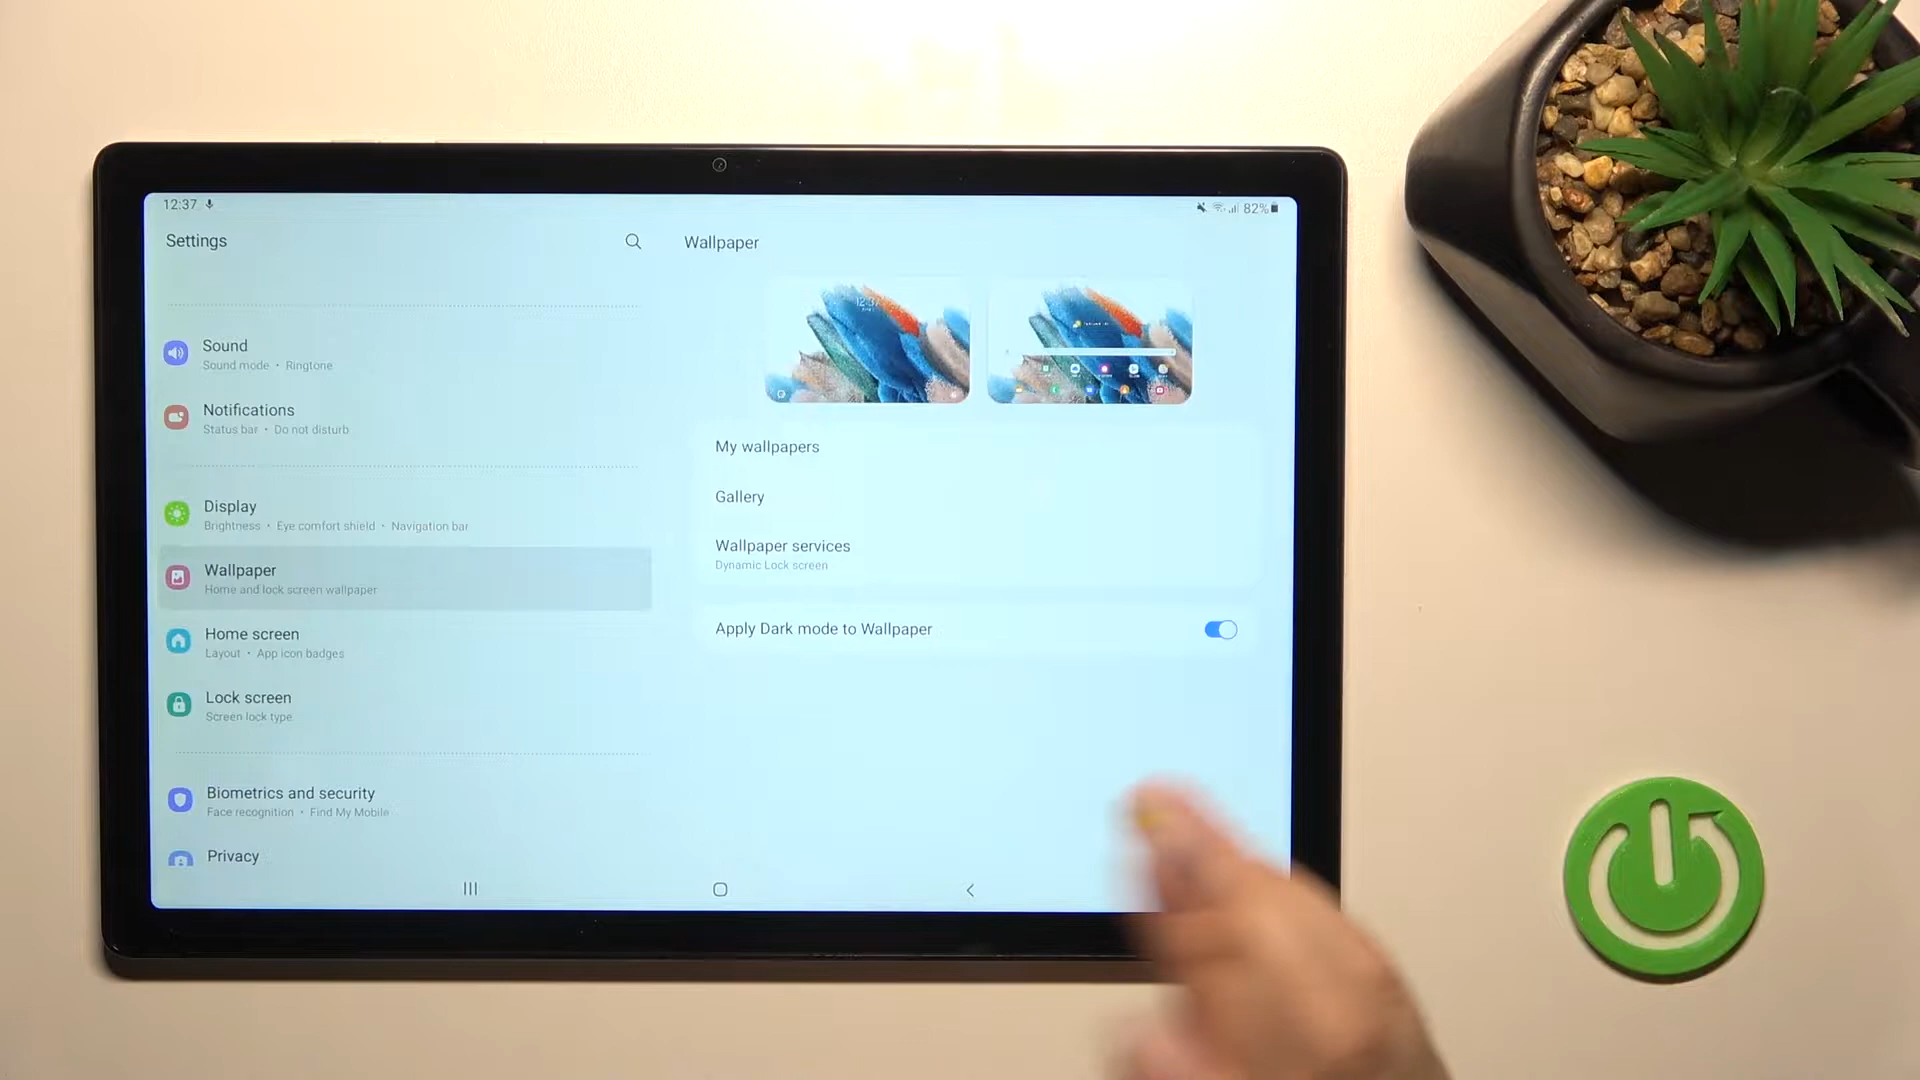 12:37
82%
Settings
Wallpaper
Sound
Sound mode • Ringtone
Notifications
Status bar • Do not disturb
Display
Brightness • Eye comfort shield • Navigation bar
Wallpaper
Home and lock screen wallpaper
Home screen
Layout • App icon badges
Lock screen
Screen lock type
Biometrics and security
Face recognition • Find My Mobile
Privacy
12:37
My wallpapers
Gallery
Wallpaper services
Dynamic Lock screen
Apply Dark mode to Wallpaper